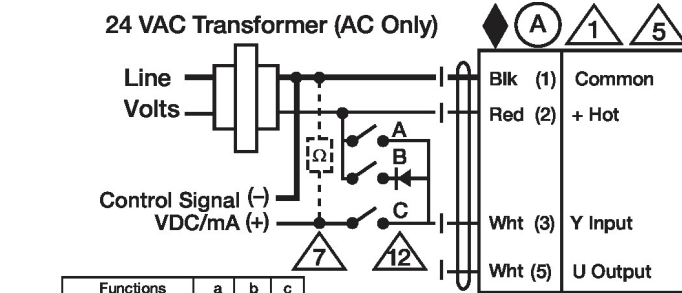 24 VAC Transformer (AC Only)
A 1 5
Line
Volts
Blk (1) Common
Red (2) + Hot
A
Ω
B
Control Signal (−)
VDC/mA (+)
C
Wht (3) Y Input
7 12
Wht (5) U Output
Functions a b c